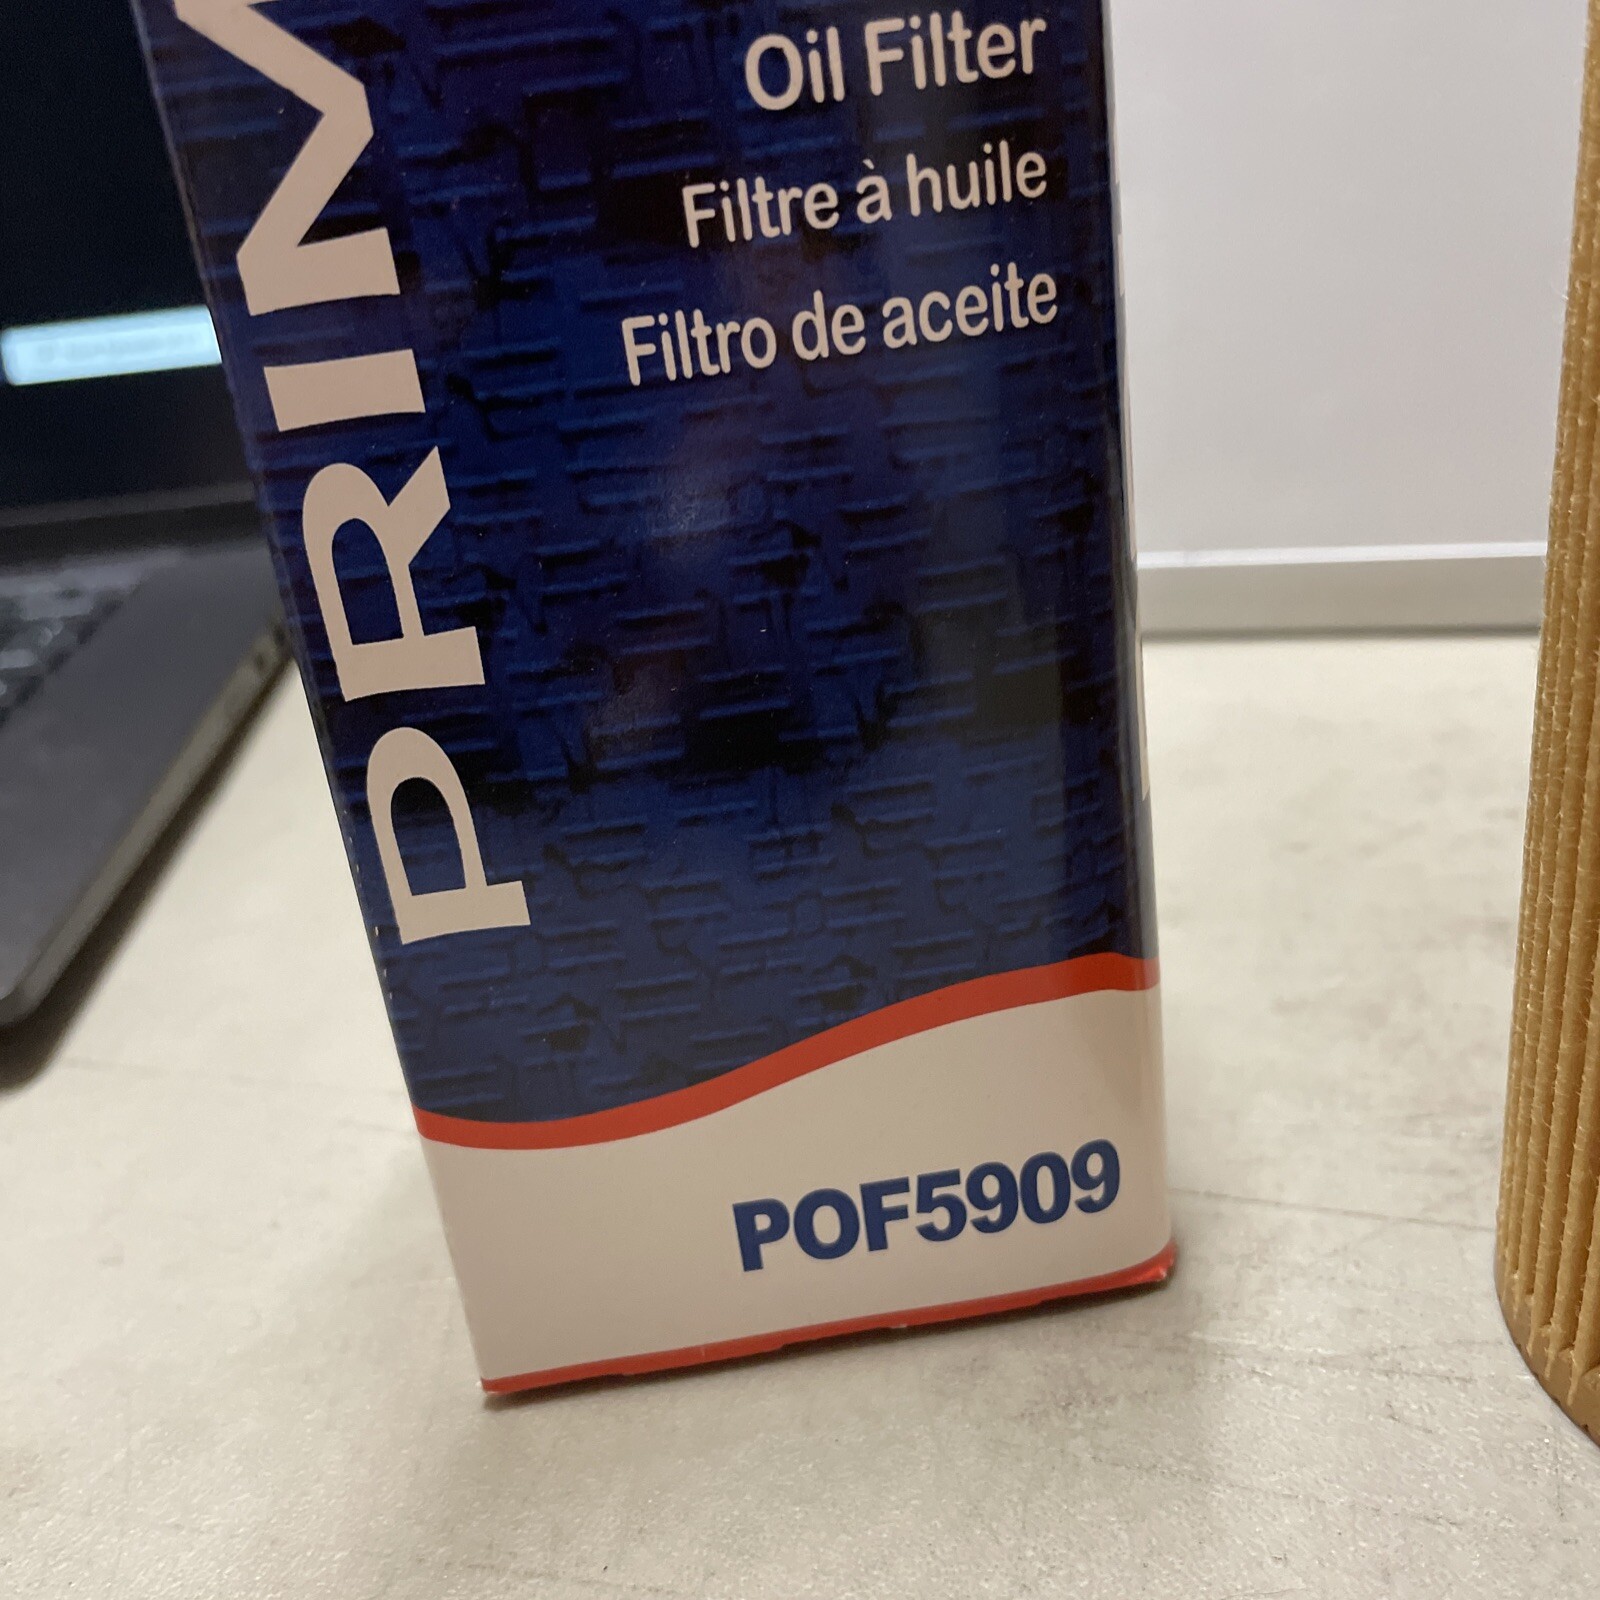 Oil Filter
Filtre à huile
Filtro de aceite
PRIM
POF5909